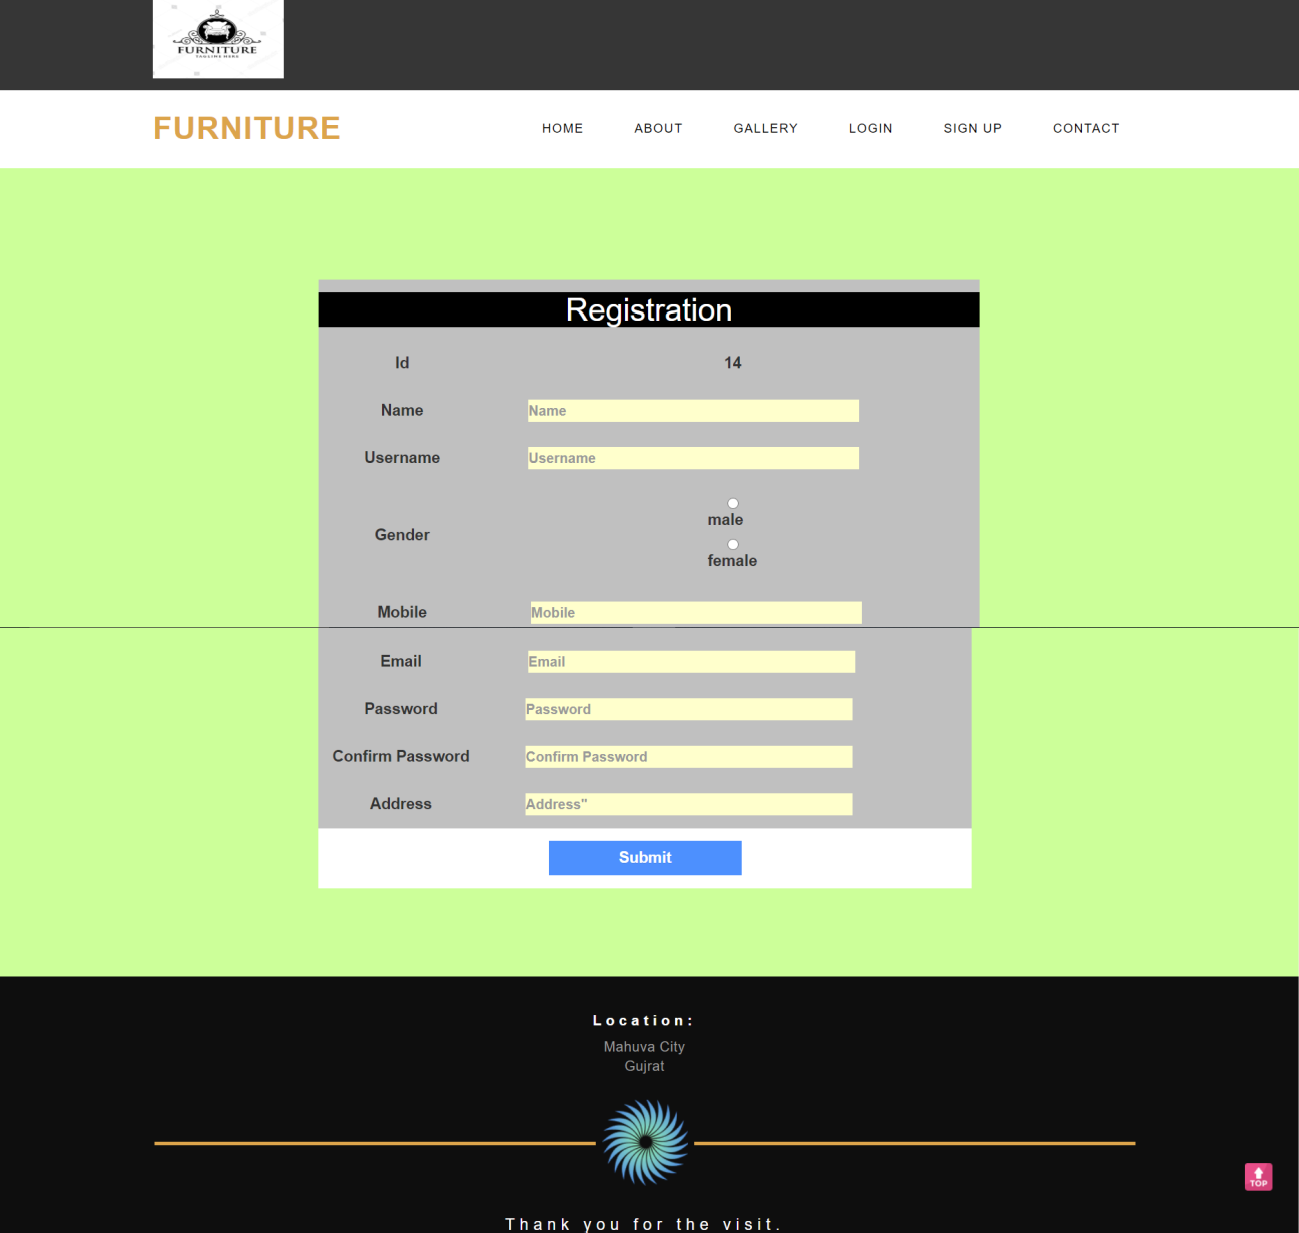 FURNITURE
TAGLINE HERE
FURNITURE
HOME ABOUT GALLERY LOGIN SIGN UP CONTACT
Registration
Id 14
Name Name
Username Username
male
Gender
female
Mobile Mobile
Email Email
Password Password
Confirm Password Confirm Password
Address Address"
Submit
Location:
Mahuva City
Gujrat
TOP
Thank you for the visit.